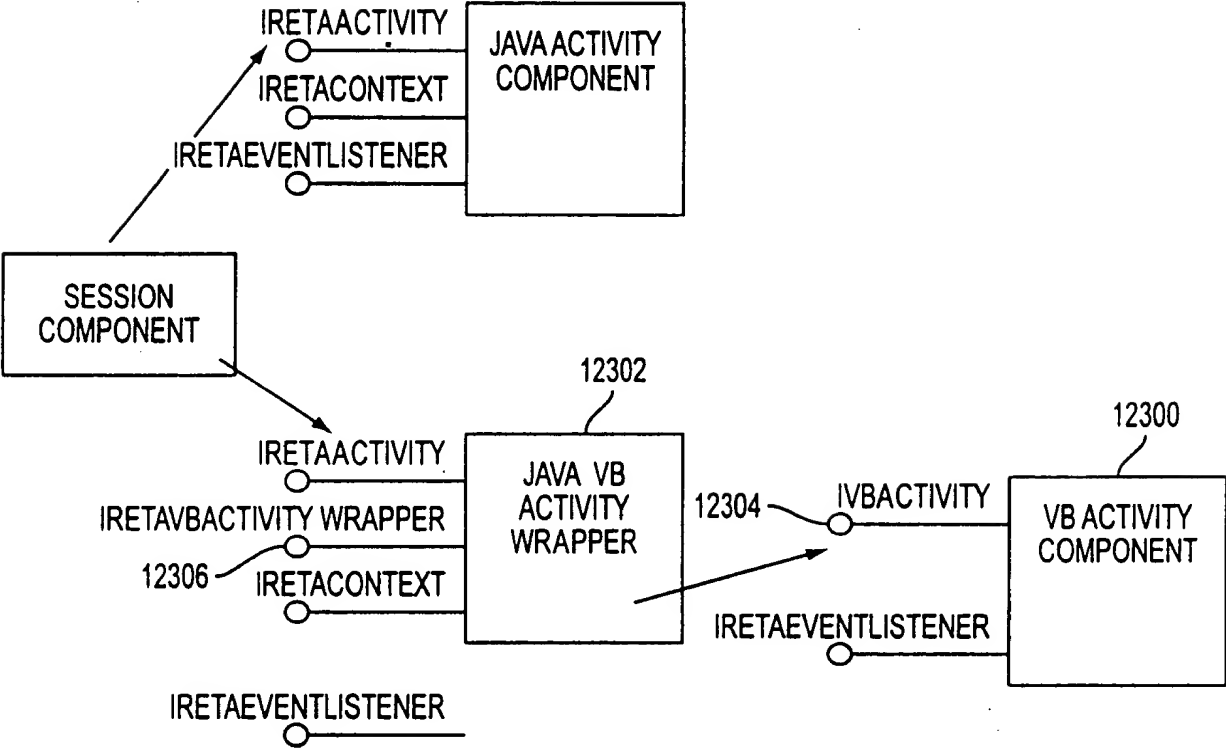 IRETAACTIVITY
IRETACONTEXT
IRETAEVENTLISTENER
JAVA ACTIVITY
COMPONENT
SESSION
COMPONENT
12302
12300
IRETAACTIVITY
IRETAVBACTIVITY WRAPPER
12306
IRETACONTEXT
JAVA VB
ACTIVITY
WRAPPER
12304
IVBACTIVITY
IRETAEVENTLISTENER
VB ACTIVITY
COMPONENT
IRETAEVENTLISTENER